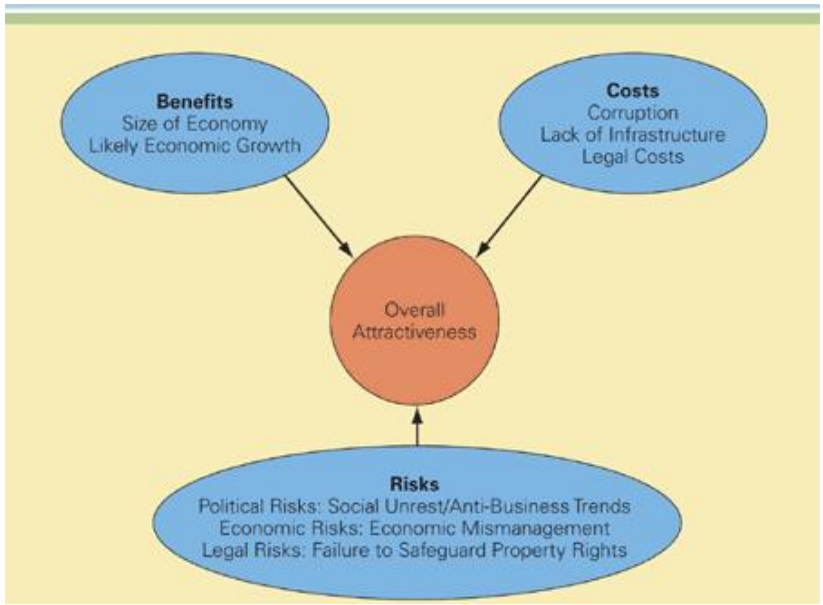 Benefits
Size of Economy
Likely Economic Growth
Costs
Corruption
Lack of Infrastructure
Legal Costs
Overall
Attractiveness
Risks
Political Risks: Social Unrest/Anti-Business Trends
Economic Risks: Economic Mismanagement
Legal Risks: Failure to Safeguard Property Rights